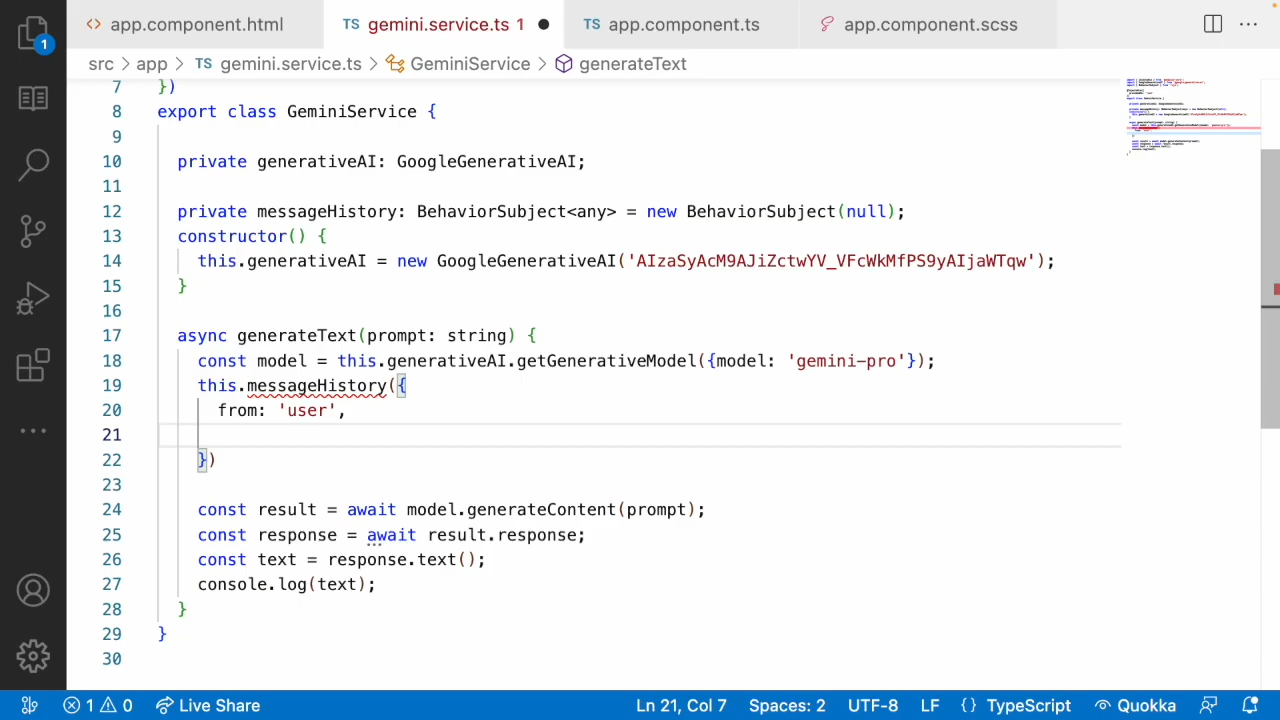 app.component.html
TS gemini.service.ts 1
TS app.component.ts
app.component.scss
1
src > app > TS gemini.service.ts > GeminiService > generateText
7 })
8 export class GeminiService {
9
10 private generativeAI: GoogleGenerativeAI;
11
12 private messageHistory: BehaviorSubject<any> = new BehaviorSubject(null);
13 constructor() {
14 this.generativeAI = new GoogleGenerativeAI('AIzaSyAcM9AJiZctwYV_VFcWkMfPS9yAIjaWTqw');
15 }
16
17 async generateText(prompt: string) {
18 const model = this.generativeAI.getGenerativeModel({model: 'gemini-pro'});
19 this.messageHistory({
20 from: 'user',
21
22 })
23
24 const result = await model.generateContent(prompt);
25 const response = await result.response;
26 const text = response.text();
27 console.log(text);
28 }
29 }
30
1 0 Live Share Ln 21, Col 7 Spaces: 2 UTF-8 LF {} TypeScript Quokka